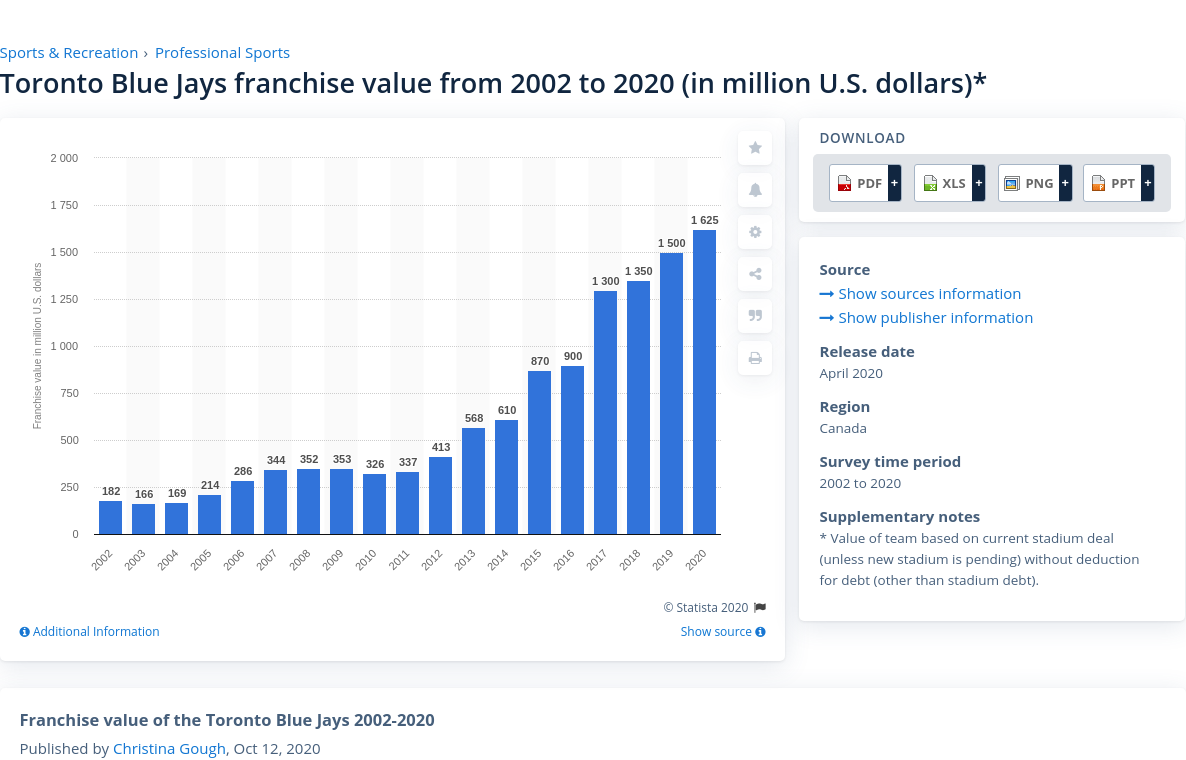 Sports & Recreation › Professional Sports
Toronto Blue Jays franchise value from 2002 to 2020 (in million U.S. dollars)*
Franchise value in million U.S. dollars
2 000
1 750
1 500
1 250
1 000
750
500
250
0
182
166
169
214
286
344
352
353
326
337
413
568
610
870
900
1 300
1 350
1 500
1 625
2002
2003
2004
2005
2006
2007
2008
2009
2010
2011
2012
2013
2014
2015
2016
2017
2018
2019
2020
© Statista 2020
Additional Information
Show source
DOWNLOAD
PDF + XLS + PNG + PPT +
Source
Show sources information
Show publisher information
Release date
April 2020
Region
Canada
Survey time period
2002 to 2020
Supplementary notes
* Value of team based on current stadium deal
(unless new stadium is pending) without deduction
for debt (other than stadium debt).
Franchise value of the Toronto Blue Jays 2002-2020
Published by Christina Gough, Oct 12, 2020